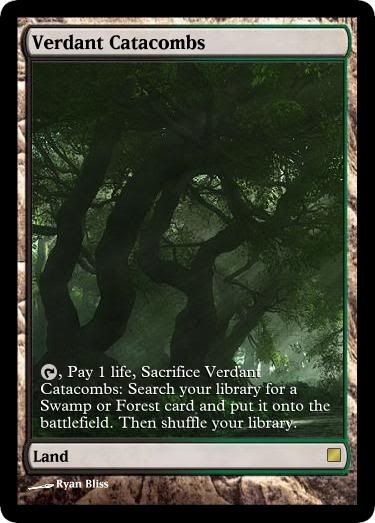 Verdant Catacombs
, Pay 1 life, Sacrifice Verdant
Catacombs: Search your library for a
Swamp or Forest card and put it onto the
battlefield. Then shuffle your library.
Land
Ryan Bliss